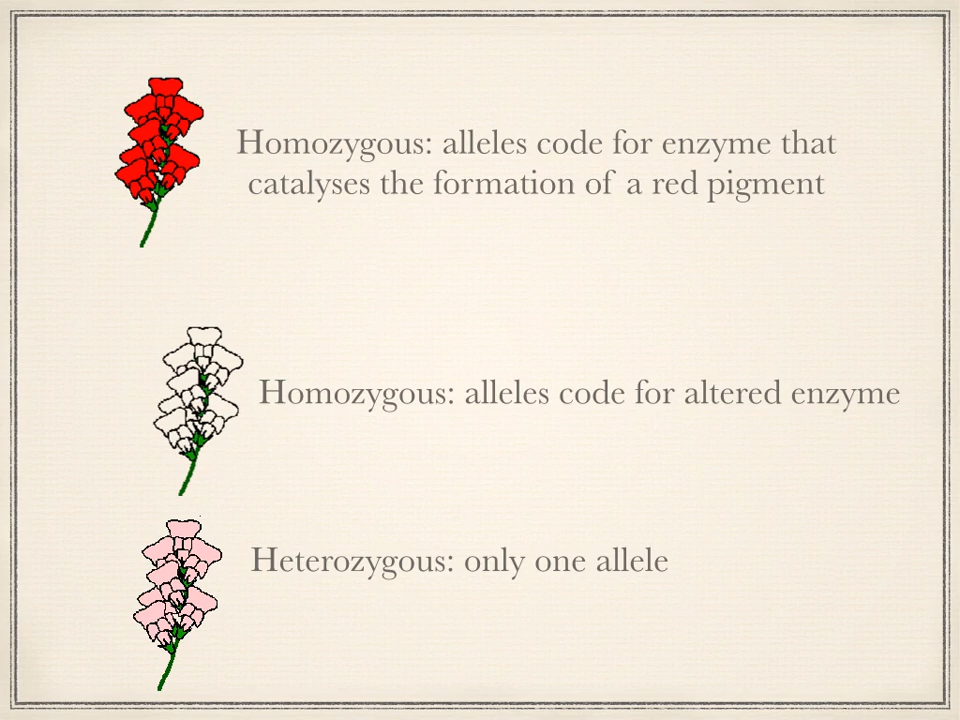 Homozygous: alleles code for enzyme that
catalyses the formation of a red pigment
Homozygous: alleles code for altered enzyme
Heterozygous: only one allele